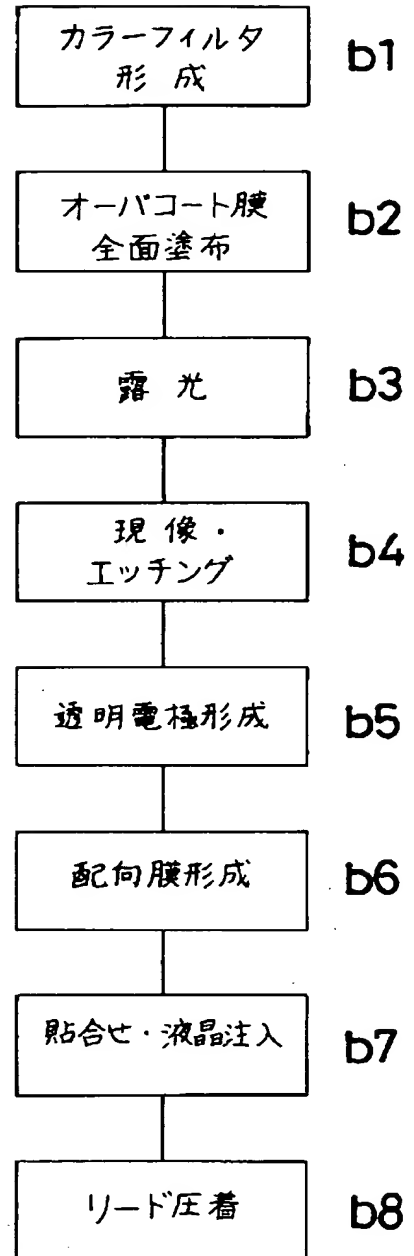 カラーフィルタ
形成
b1
オーバコート膜
全面塗布
b2
露光
b3
現像・
エッチング
b4
透明電極形成
b5
配向膜形成
b6
貼合せ・液晶注入
b7
リード圧着
b8